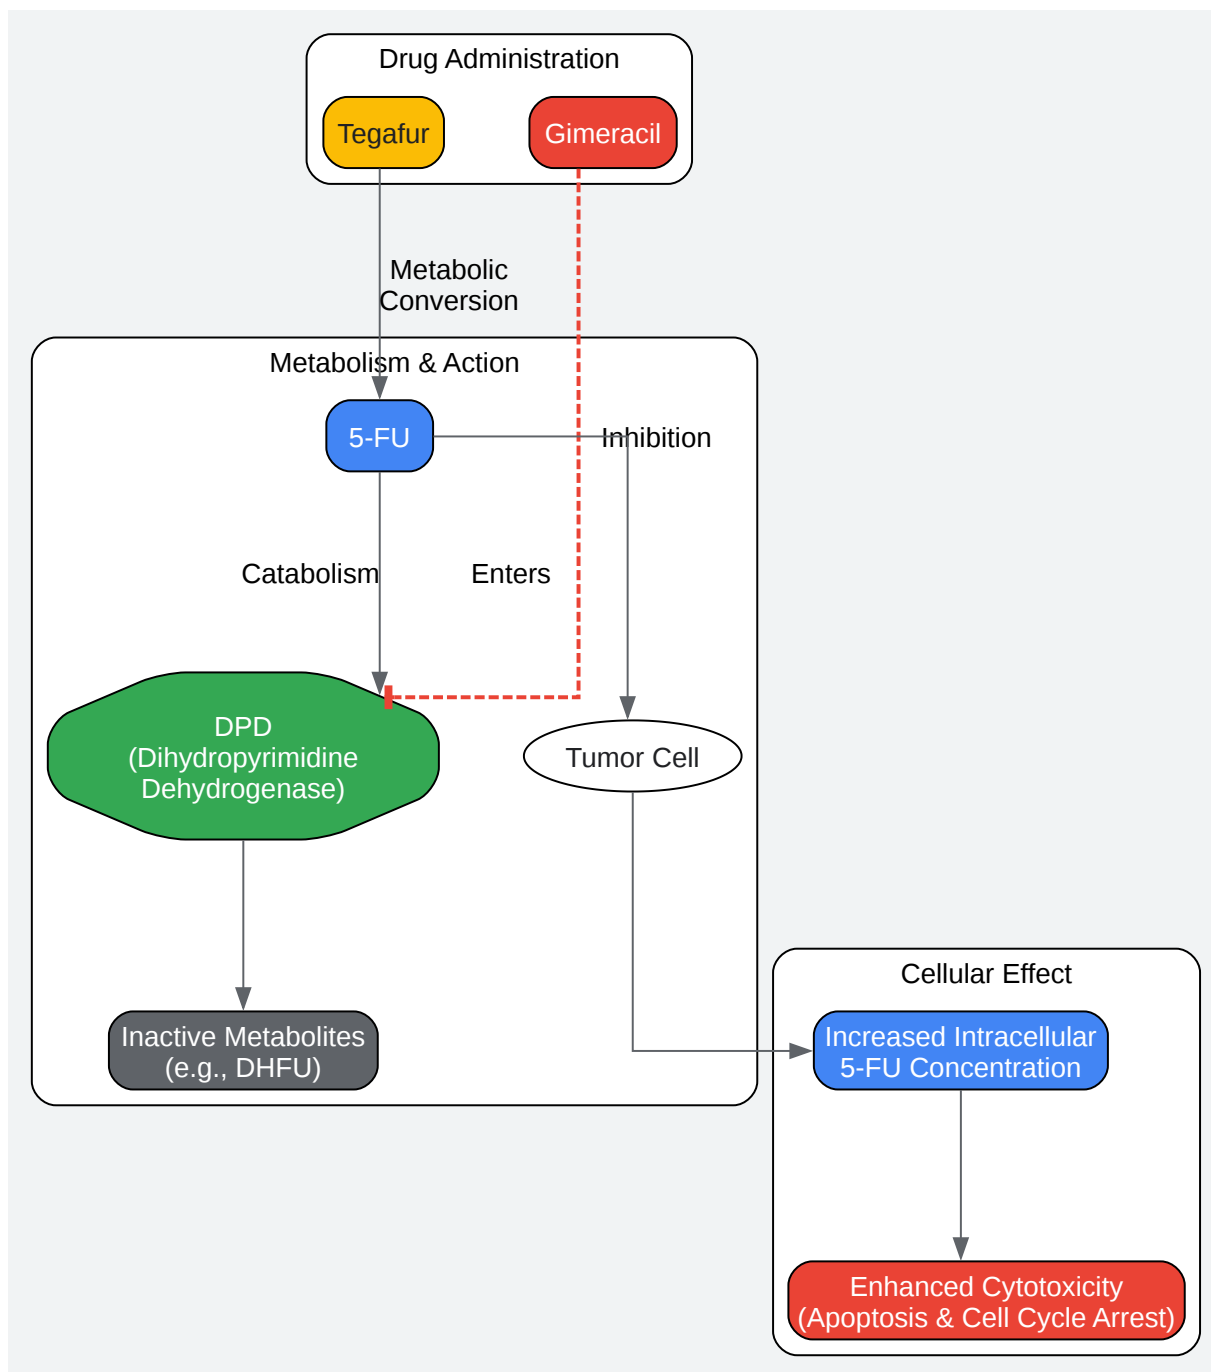 Drug Administration
Tegafur
Gimeracil
Metabolic
Conversion
Metabolism & Action
5-FU
Inhibition
Catabolism
Enters
DPD
(Dihydropyrimidine
Dehydrogenase)
Tumor Cell
Cellular Effect
Inactive Metabolites
(e.g., DHFU)
Increased Intracellular
5-FU Concentration
Enhanced Cytotoxicity
(Apoptosis & Cell Cycle Arrest)